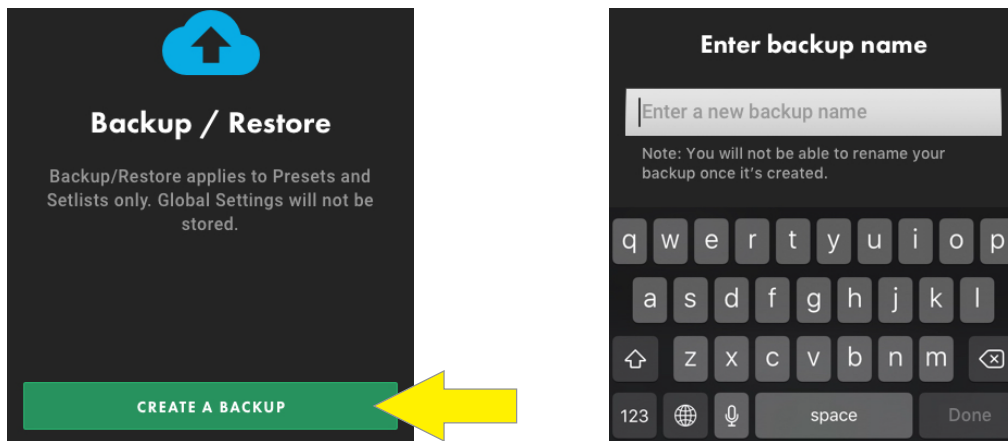 Backup / Restore
Backup/Restore applies to Presets and
Setlists only. Global Settings will not be
stored.
CREATE A BACKUP
Enter backup name
Enter a new backup name
Note: You will not be able to rename your
backup once it's created.
q w e r t y u i o p
a s d f g h j k l
z x c v b n m
123 space Done